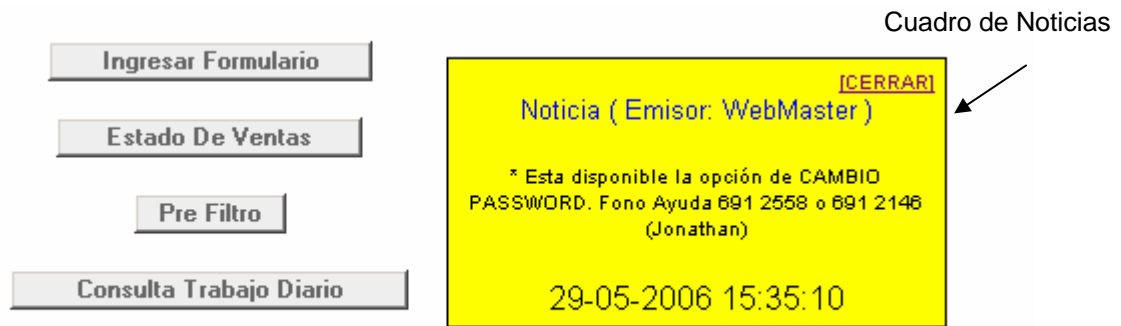 Cuadro de Noticias
Ingresar Formulario
Estado De Ventas
Pre Filtro
Consulta Trabajo Diario
[CERRAR]
Noticia ( Emisor: WebMaster )
* Esta disponible la opción de CAMBIO
PASSWORD. Fono Ayuda 691 2558 o 691 2146
(Jonathan)
29-05-2006 15:35:10